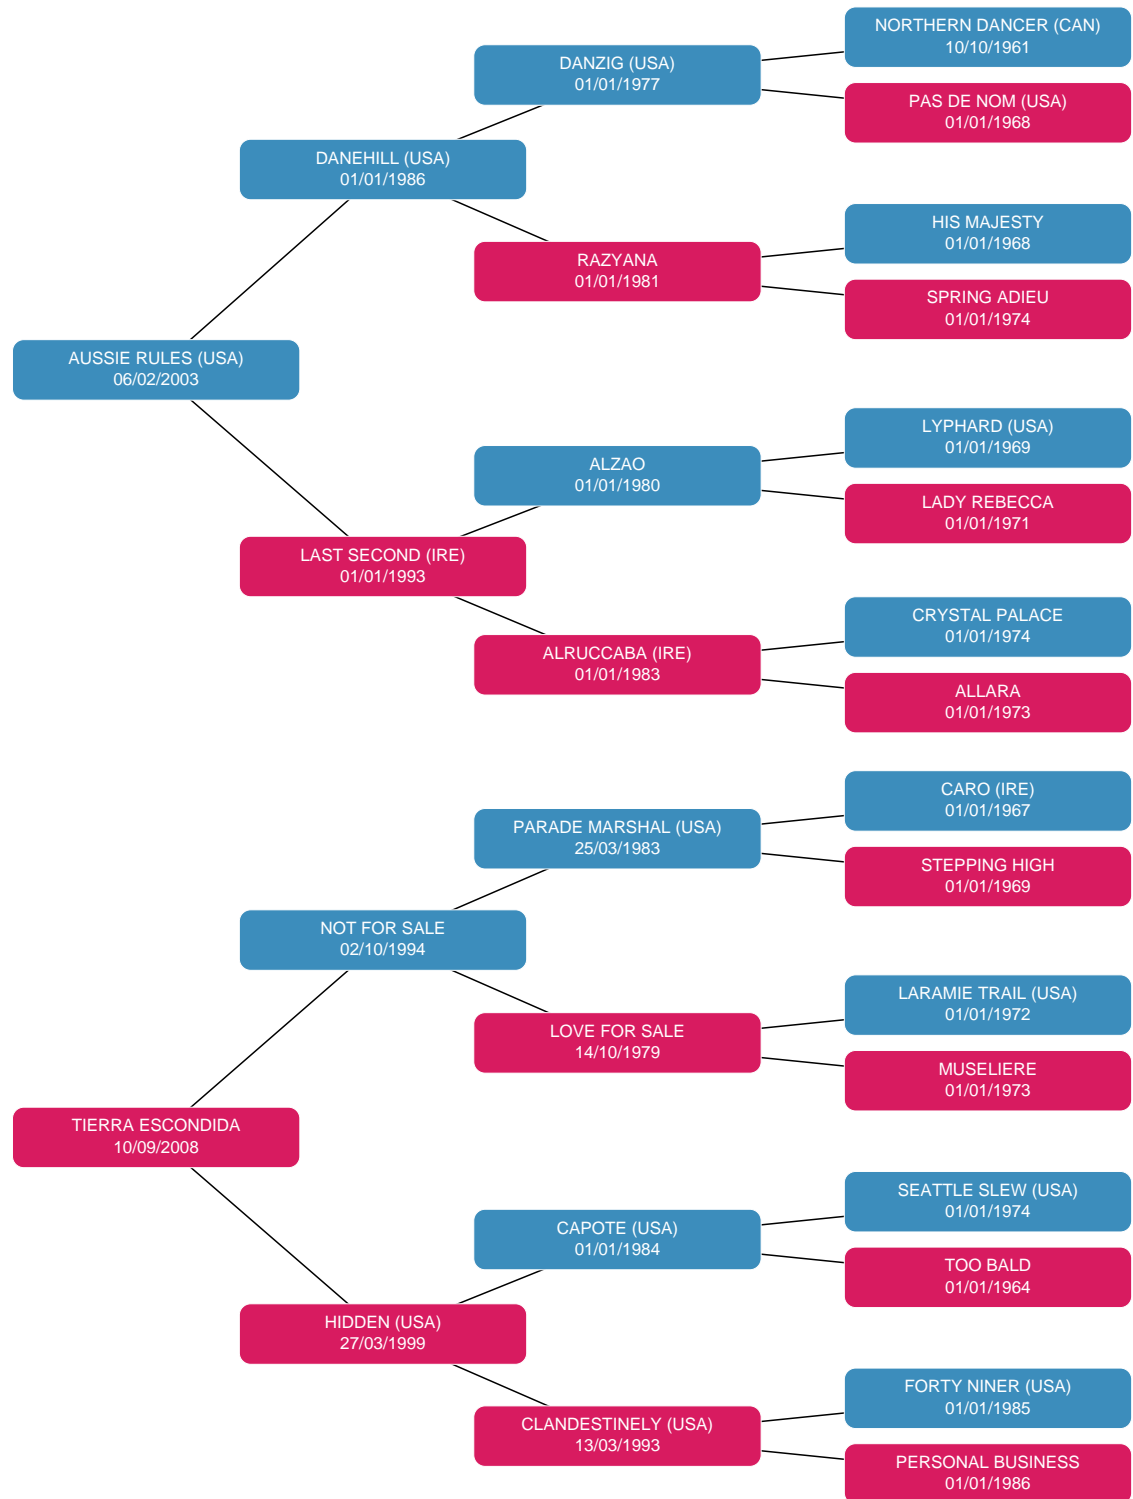 NORTHERN DANCER (CAN)
10/10/1961
DANZIG (USA)
01/01/1977
PAS DE NOM (USA)
01/01/1968
DANEHILL (USA)
01/01/1986
HIS MAJESTY
01/01/1968
RAZYANA
01/01/1981
SPRING ADIEU
01/01/1974
AUSSIE RULES (USA)
06/02/2003
LYPHARD (USA)
01/01/1969
ALZAO
01/01/1980
LADY REBECCA
01/01/1971
LAST SECOND (IRE)
01/01/1993
CRYSTAL PALACE
01/01/1974
ALRUCCABA (IRE)
01/01/1983
ALLARA
01/01/1973
CARO (IRE)
01/01/1967
PARADE MARSHAL (USA)
25/03/1983
STEPPING HIGH
01/01/1969
NOT FOR SALE
02/10/1994
LARAMIE TRAIL (USA)
01/01/1972
LOVE FOR SALE
14/10/1979
MUSELIERE
01/01/1973
TIERRA ESCONDIDA
10/09/2008
SEATTLE SLEW (USA)
01/01/1974
CAPOTE (USA)
01/01/1984
TOO BALD
01/01/1964
HIDDEN (USA)
27/03/1999
FORTY NINER (USA)
01/01/1985
CLANDESTINELY (USA)
13/03/1993
PERSONAL BUSINESS
01/01/1986